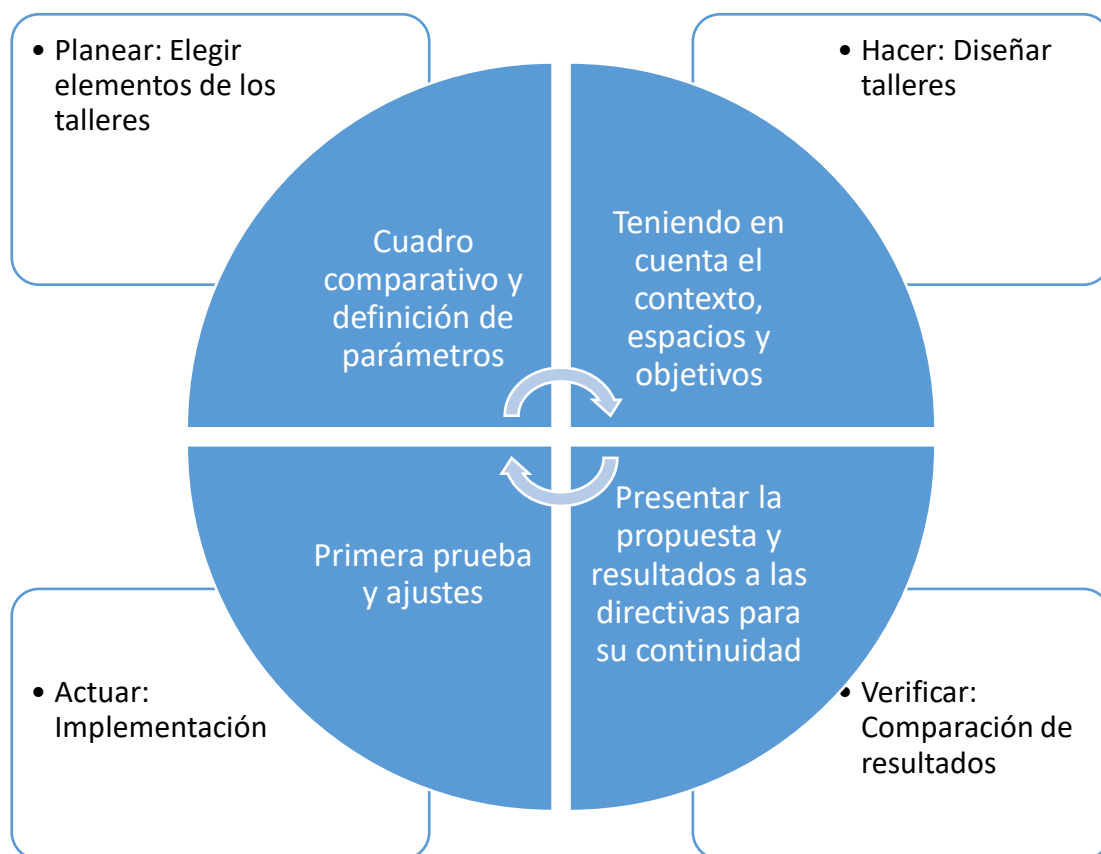 • Planear: Elegir
elementos de los
talleres
• Hacer: Diseñar
talleres
Cuadro
comparativo y
definición de
parámetros
Teniendo en
cuenta el
contexto,
espacios y
objetivos
Primera prueba
y ajustes
Presentar la
propuesta y
resultados a las
directivas para
su continuidad
• Actuar:
Implementación
• Verificar:
Comparación de
resultados